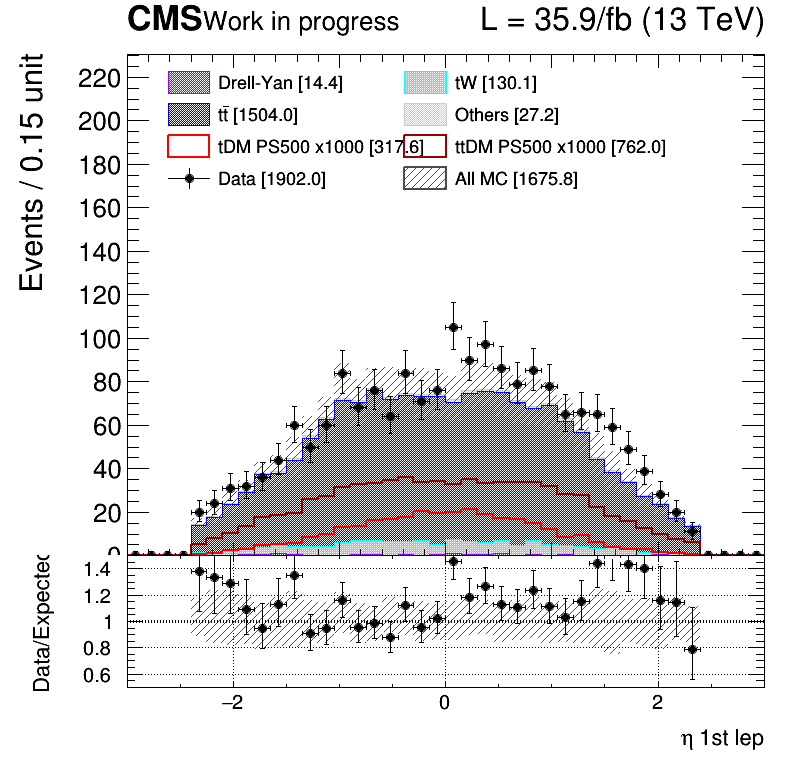 CMS Work in progress L = 35.9/fb (13 TeV)
Events / 0.15 unit
220
200
180
160
140
120
100
80
60
40
20
0
Drell-Yan [14.4]
tW [130.1]
tt̄ [1504.0]
Others [27.2]
tDM PS500 x1000 [317.6]
ttDM PS500 x1000 [762.0]
Data [1902.0]
All MC [1675.8]
Data/Expected
1.4
1.2
1
0.8
0.6
−2 0 2
η 1st lep